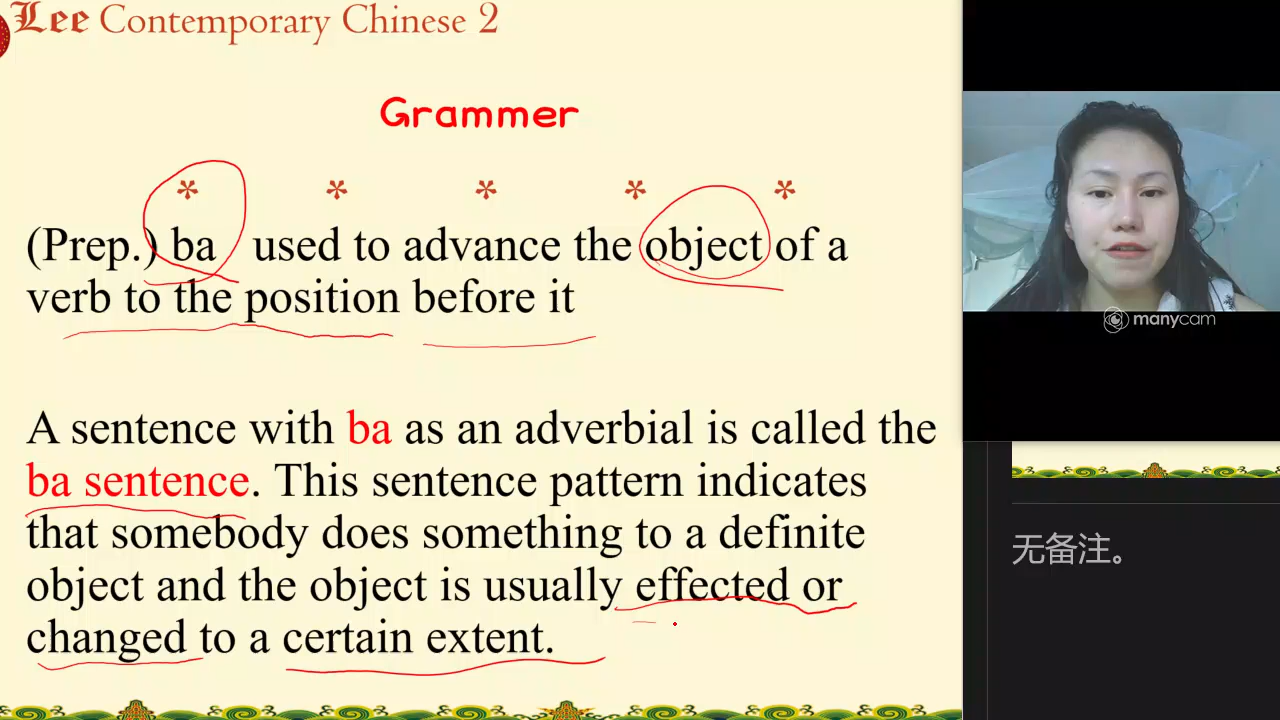 Lee Contemporary Chinese 2
Grammer
* * * * *
(Prep.) ba used to advance the object of a
verb to the position before it
A sentence with ba as an adverbial is called the
ba sentence. This sentence pattern indicates
that somebody does something to a definite
object and the object is usually effected or
changed to a certain extent.
manycam
无备注。